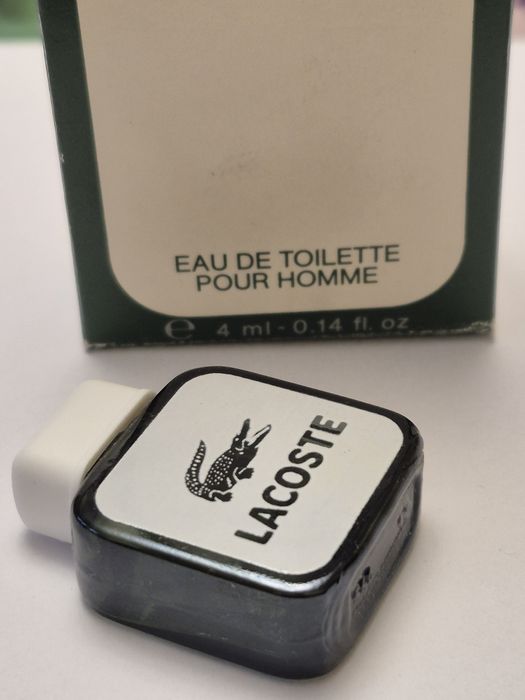 EAU DE TOILETTE
POUR HOMME
℮ 4 ml - 0.14 fl. oz
LACOSTE